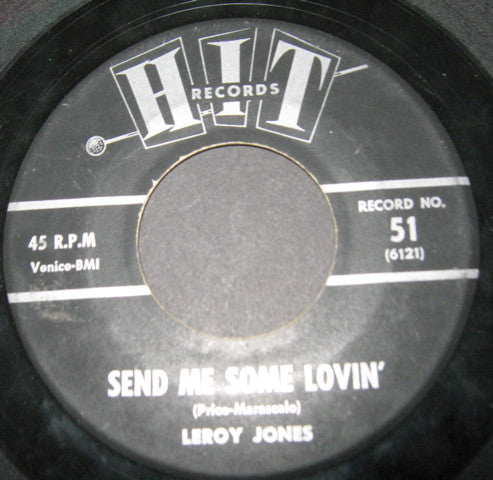 HIT
RECORDS
45 R.P.M
Venice-BMI
RECORD NO.
51
(6121)
SEND ME SOME LOVIN'
(Price-Marascalo)
LEROY JONES